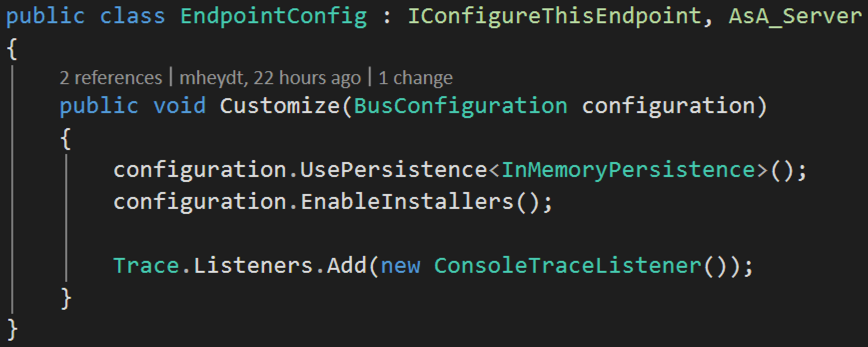 public class EndpointConfig : IConfigureThisEndpoint, AsA_Server
{
2 references | mheydt, 22 hours ago | 1 change
public void Customize(BusConfiguration configuration)
{
configuration.UsePersistence<InMemoryPersistence>();
configuration.EnableInstallers();
Trace.Listeners.Add(new ConsoleTraceListener());
}
}